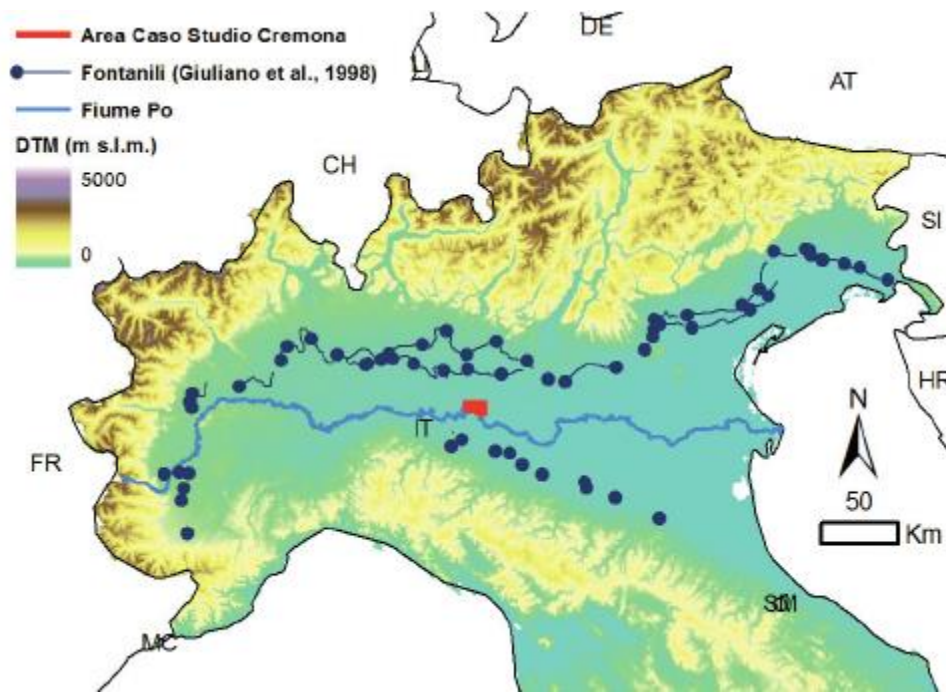 DE
Area Caso Studio Cremona
Fontanili (Giuliano et al., 1998)
AT
Fiume Po
DTM (m s.l.m.)
CH
5000
SI
0
HR
N
IT
FR
50
Km
MC